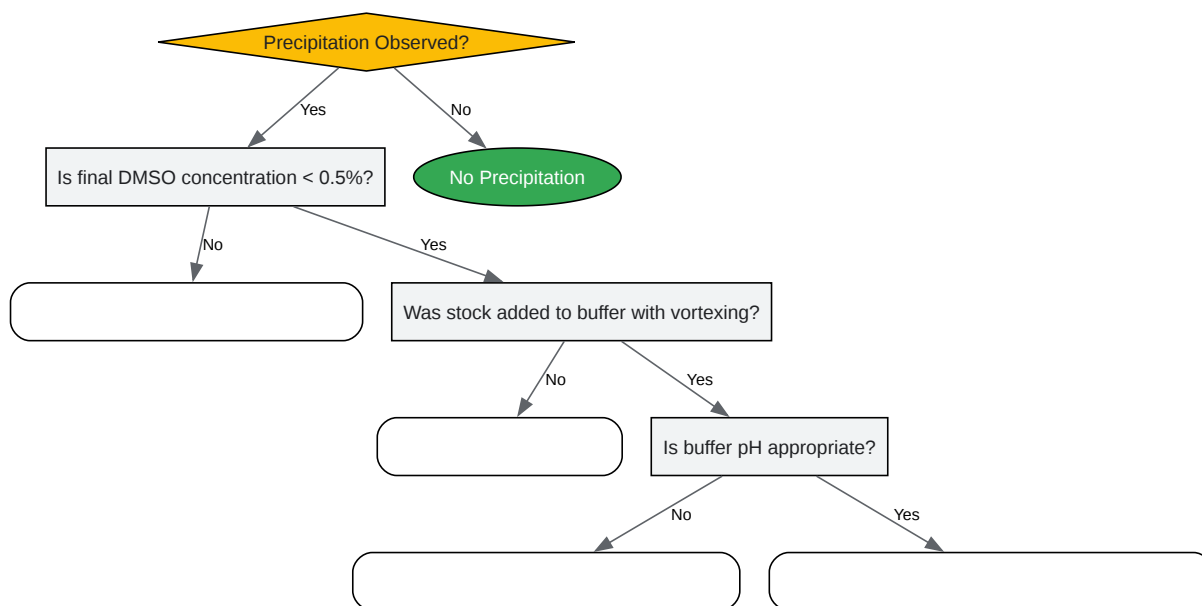 Precipitation Observed?
Yes
No
Is final DMSO concentration < 0.5%?
No Precipitation
No
Yes
Was stock added to buffer with vortexing?
No
Yes
Is buffer pH appropriate?
No
Yes